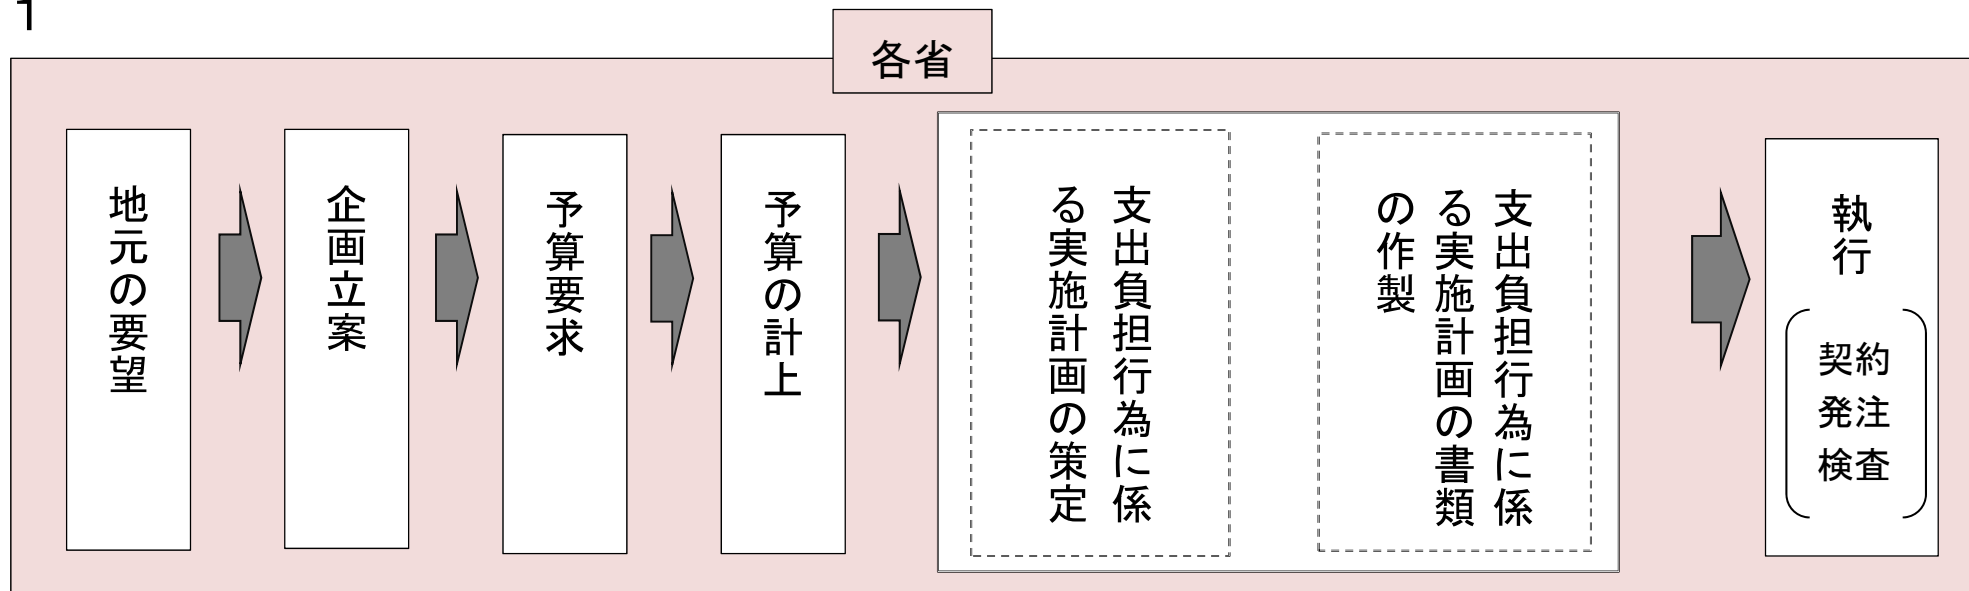 1
各省
地元の要望
企画立案
予算要求
予算の計上
支出負担行為に係
る実施計画の策定
支出負担行為に係
る実施計画の書類
の作製
執行
契約
発注
検査